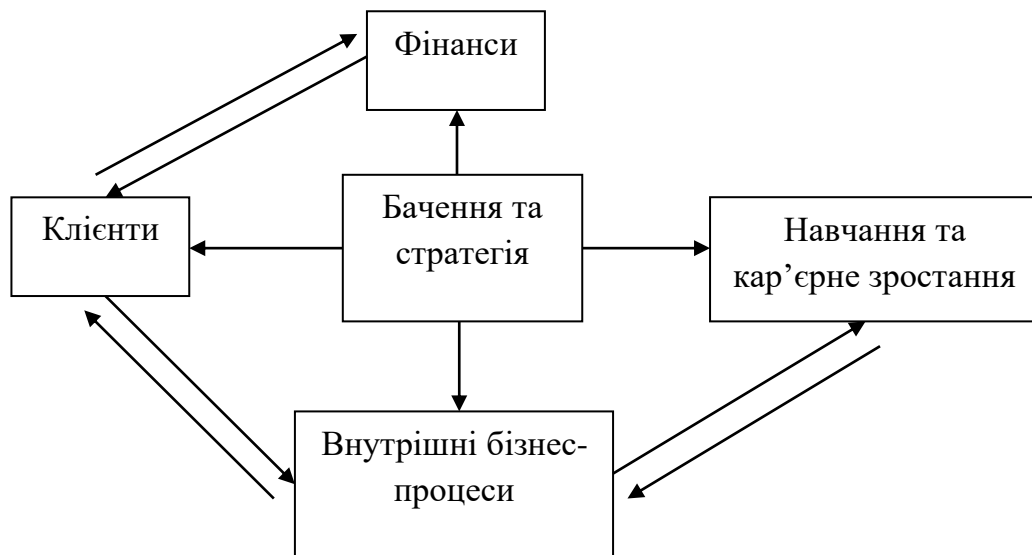 Фінанси
Клієнти
Бачення та
стратегія
Навчання та
кар’єрне зростання
Внутрішні бізнес-
процеси